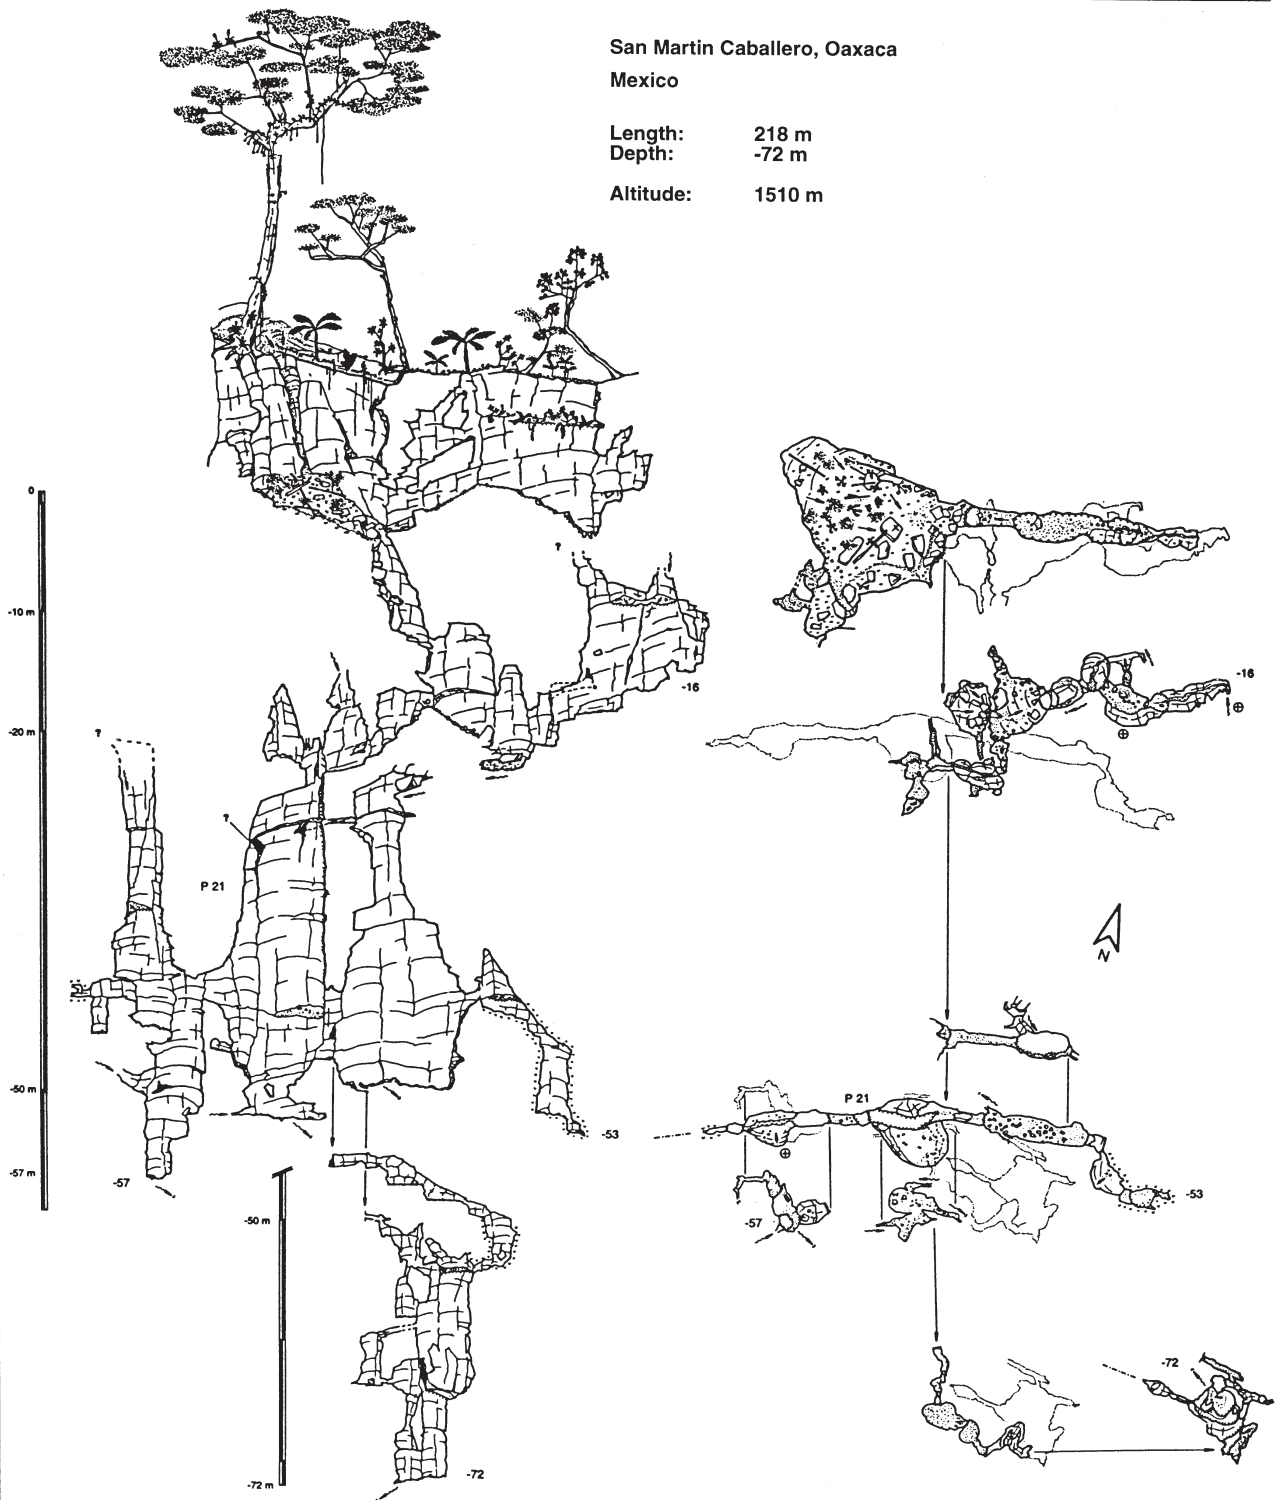 San Martin Caballero, Oaxaca
Mexico
Length: 218 m
Depth: -72 m
Altitude: 1510 m
0
?
-10 m
-16
-16
-20 m
?
?
P 21
N
-50 m
P 21
-53
-57 m
-57
-53
-50 m
-57
-72
-72
-72 m